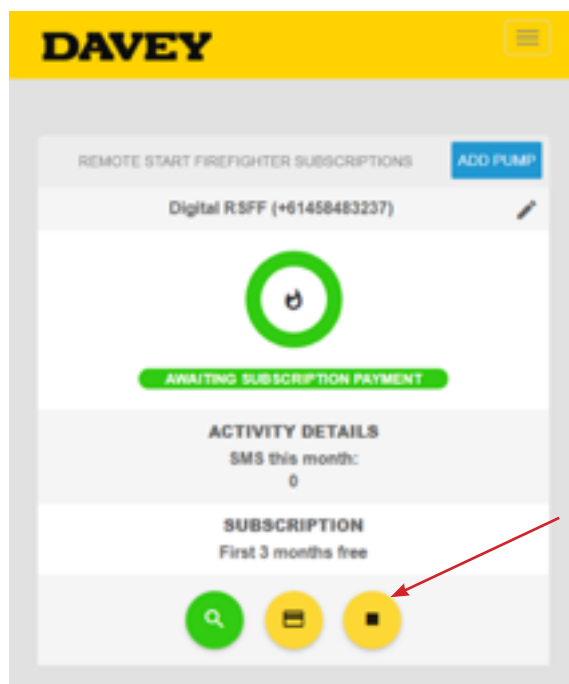 DAVEY
REMOTE START FIREFIGHTER SUBSCRIPTIONS
ADD PUMP
Digital RSFF (+61458483237)
AWAITING SUBSCRIPTION PAYMENT
ACTIVITY DETAILS
SMS this month:
0
SUBSCRIPTION
First 3 months free